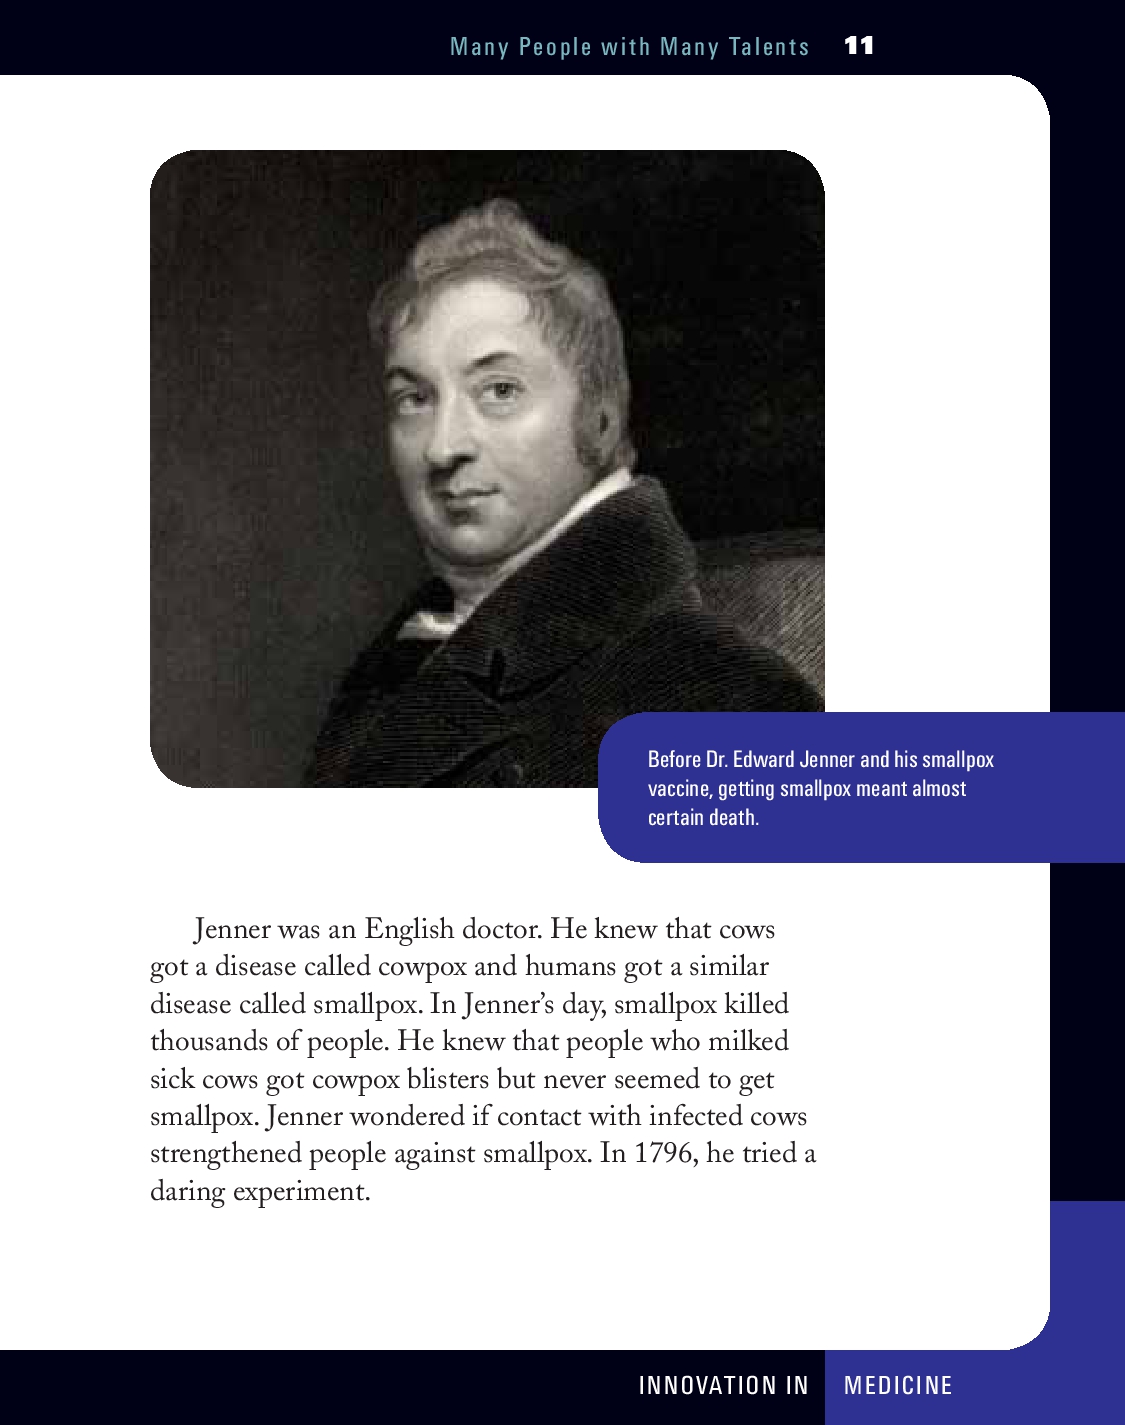 Many People with Many Talents 11
Before Dr. Edward Jenner and his smallpox
vaccine, getting smallpox meant almost
certain death.
Jenner was an English doctor. He knew that cows
got a disease called cowpox and humans got a similar
disease called smallpox. In Jenner’s day, smallpox killed
thousands of people. He knew that people who milked
sick cows got cowpox blisters but never seemed to get
smallpox. Jenner wondered if contact with infected cows
strengthened people against smallpox. In 1796, he tried a
daring experiment.
INNOVATION IN MEDICINE